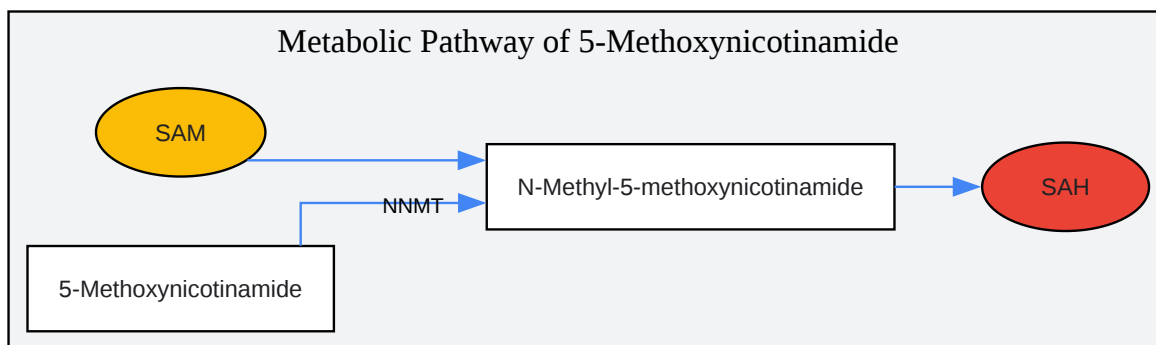 Metabolic Pathway of 5-Methoxynicotinamide
SAM
N-Methyl-5-methoxynicotinamide
SAH
NNMT
5-Methoxynicotinamide